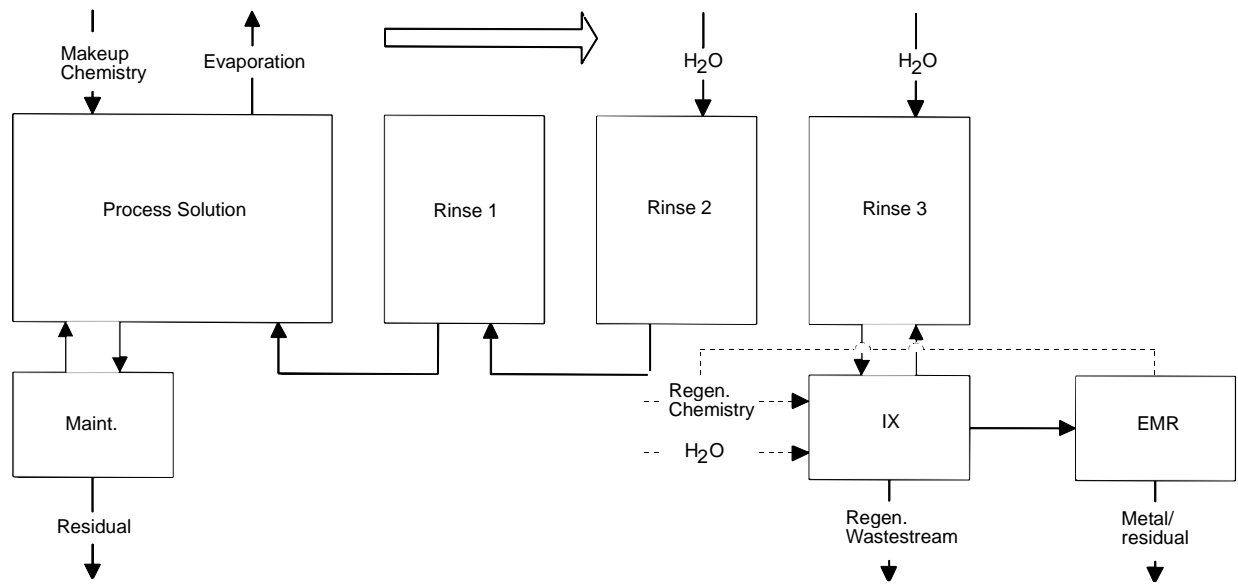 Makeup
Chemistry
Evaporation
H2O
H2O
Process Solution
Rinse 1
Rinse 2
Rinse 3
Regen.
Chemistry
H2O
Maint.
IX
EMR
Residual
Regen.
Wastestream
Metal/
residual